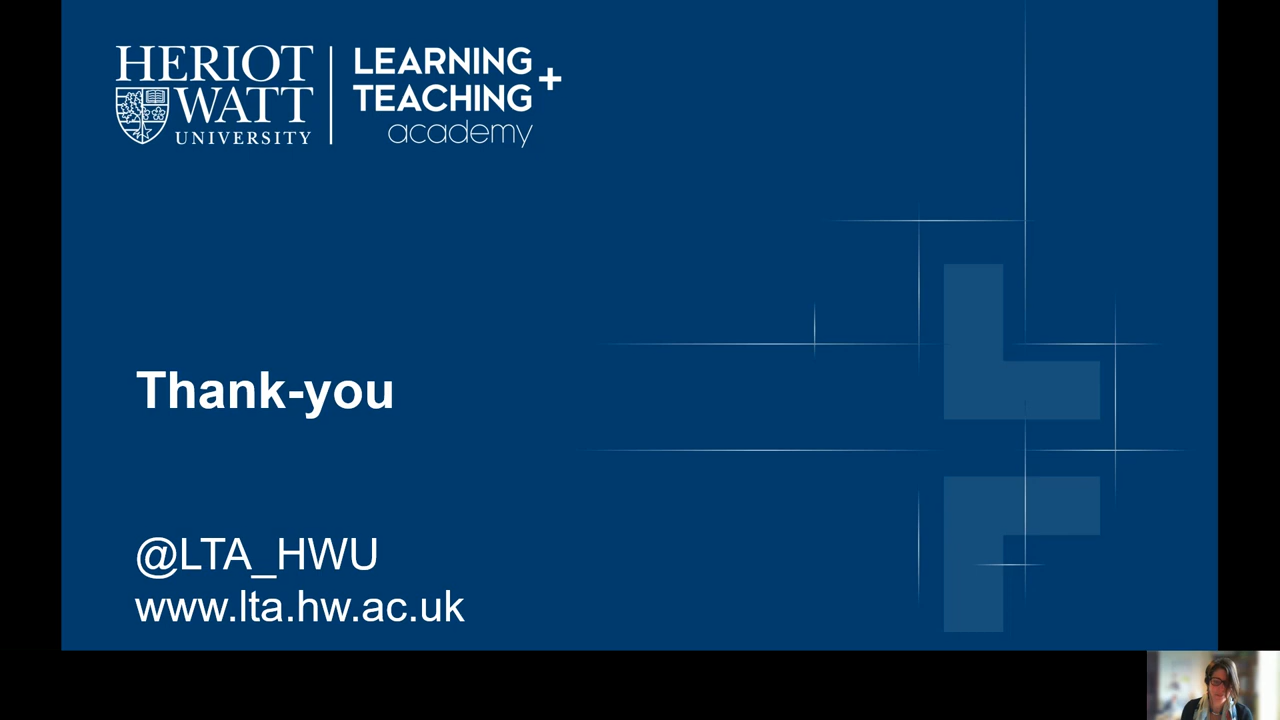 HERIOT
WATT
UNIVERSITY
LEARNING +
TEACHING
academy
Thank-you
@LTA_HWU
www.lta.hw.ac.uk